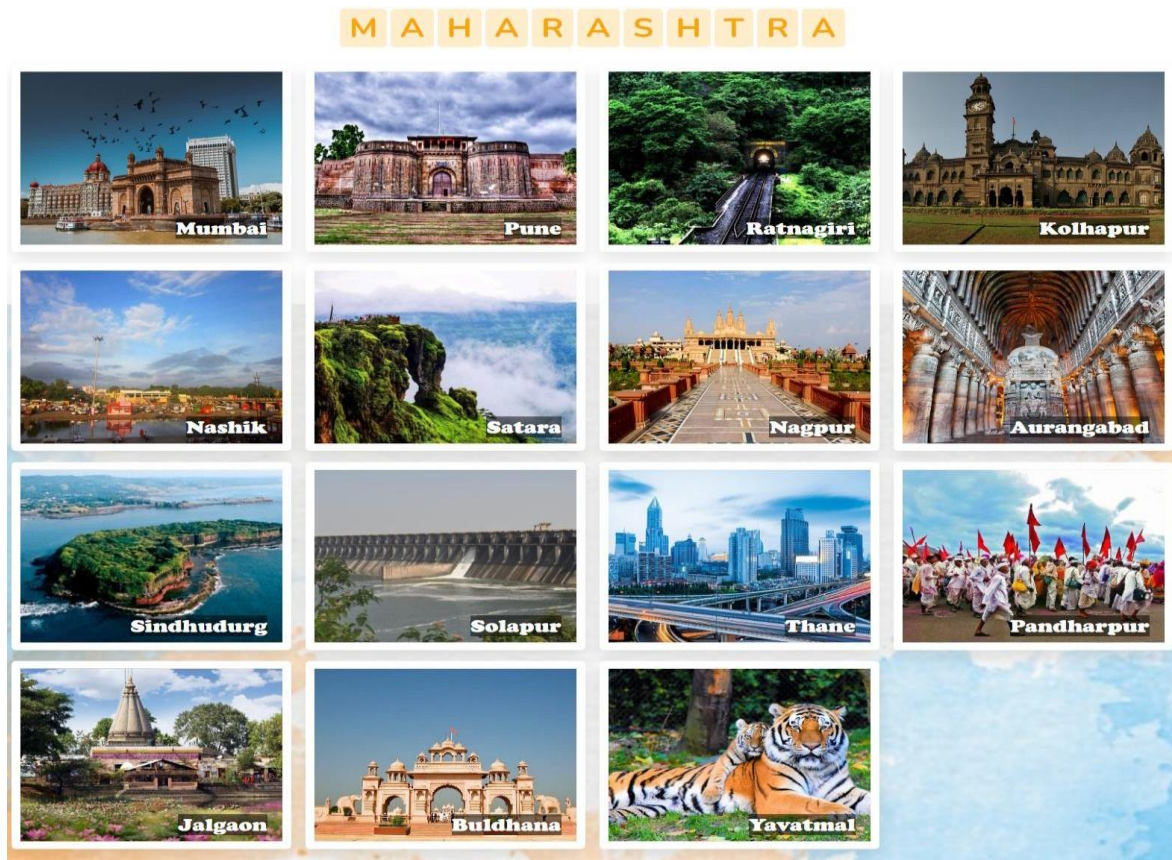 MAHARASHTRA
Mumbai
Pune
Ratnagiri
Kolhapur
Nashik
Satara
Nagpur
Aurangabad
Sindhudurg
Solapur
Thane
Pandharpur
Jalgaon
Buldhana
Yavatmal